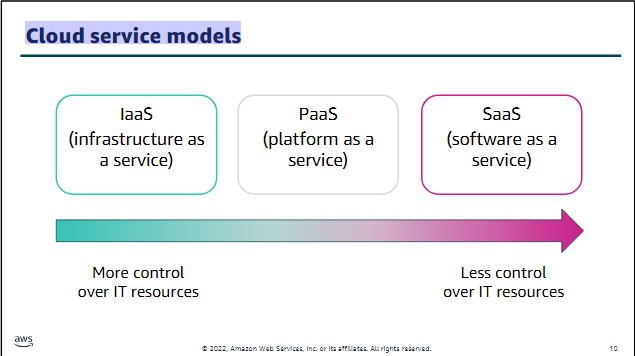 Cloud service models
IaaS
(infrastructure as
a service)
PaaS
(platform as a
service)
SaaS
(software as a
service)
More control
over IT resources
Less control
over IT resources
aws
© 2022, Amazon Web Services, Inc. or its affiliates. All rights reserved.
10